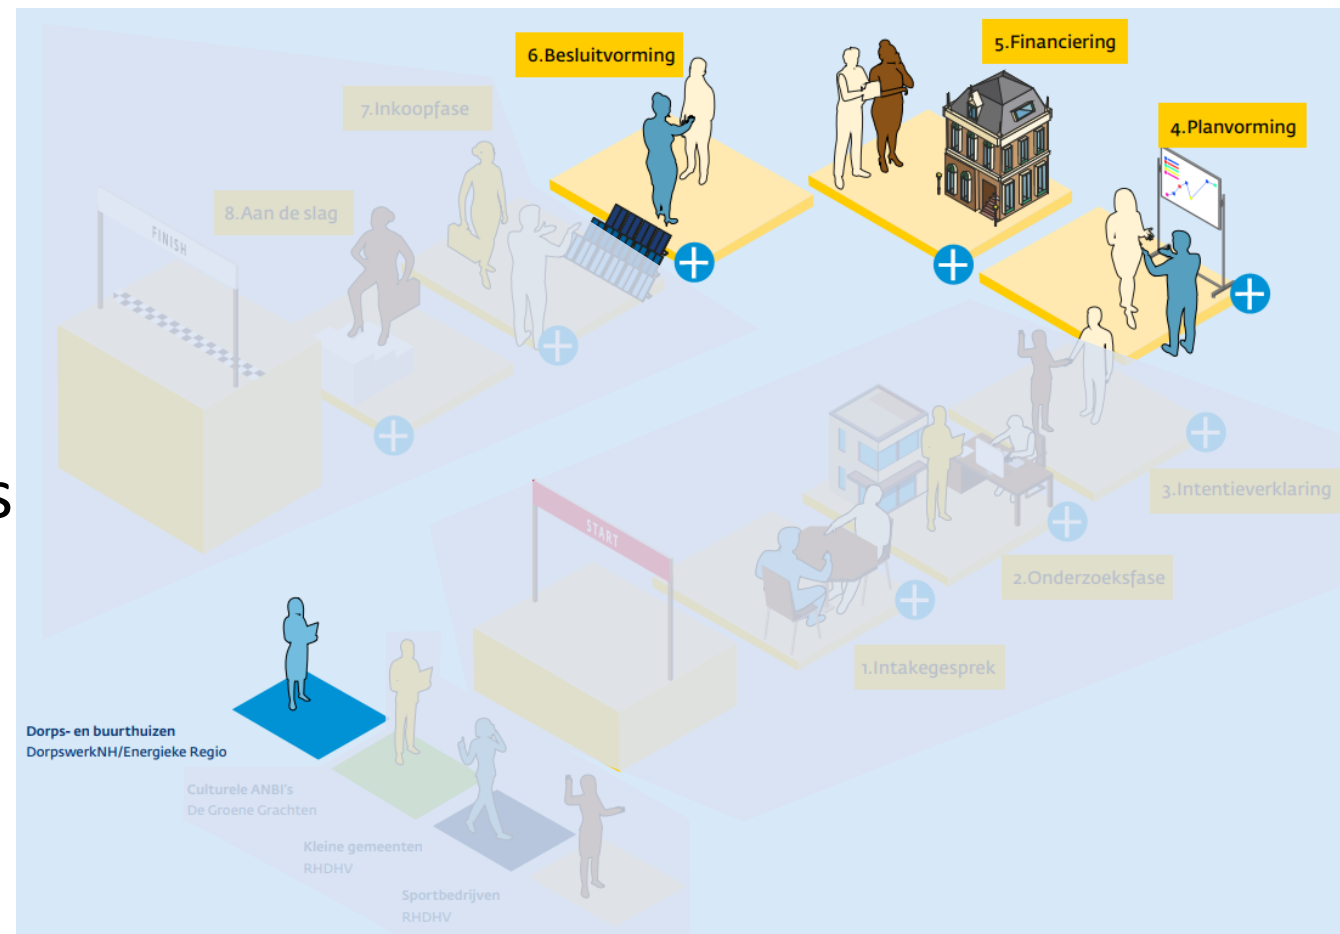 6.Besluitvorming
5.Financiering
4.Planvorming
7.Inkoopfase
8.Aan de slag
FINISH
s
3.Intentieverklaring
START
2.Onderzoeksfase
1.Intakegesprek
Dorps- en buurthuizen
DorpswerkNH/Energieke Regio
Culturele ANBI's
De Groene Grachten
Kleine gemeenten
RHDHV
Sportbedrijven
RHDHV